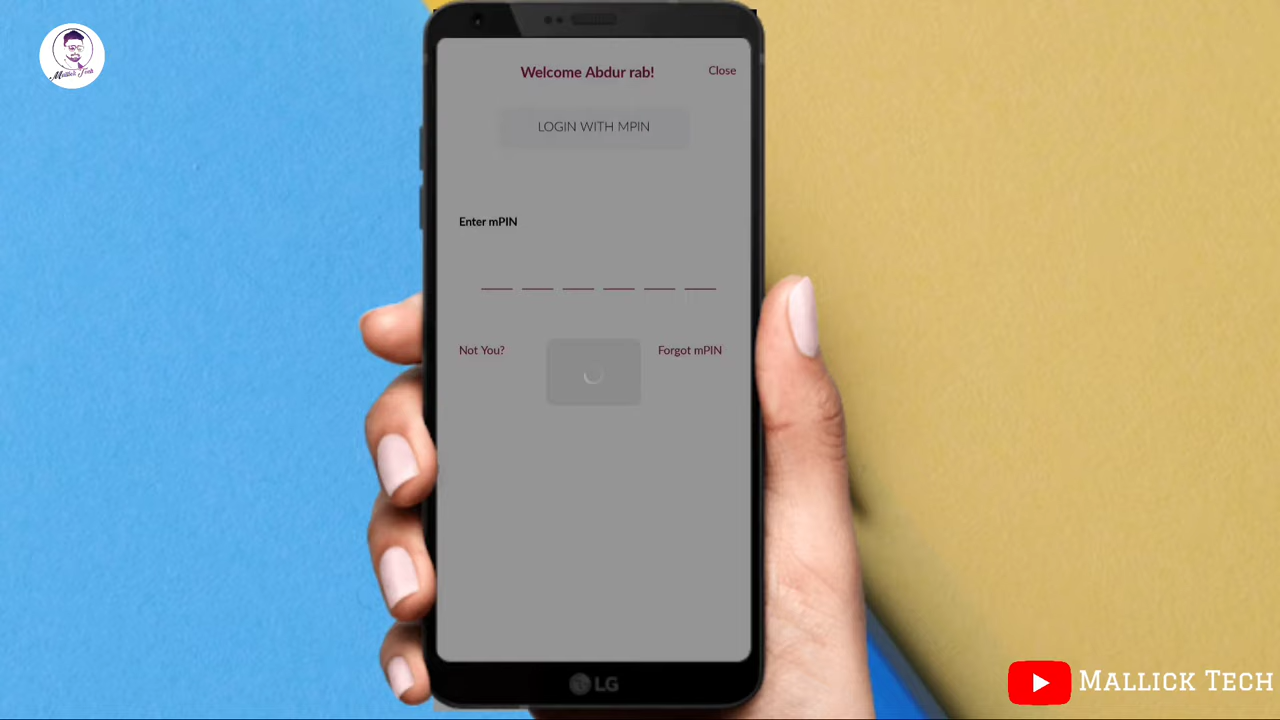 Welcome Abdur rab!
Close
LOGIN WITH MPIN
Enter mPIN
Not You?
Forgot mPIN
LG
MALLICK TECH